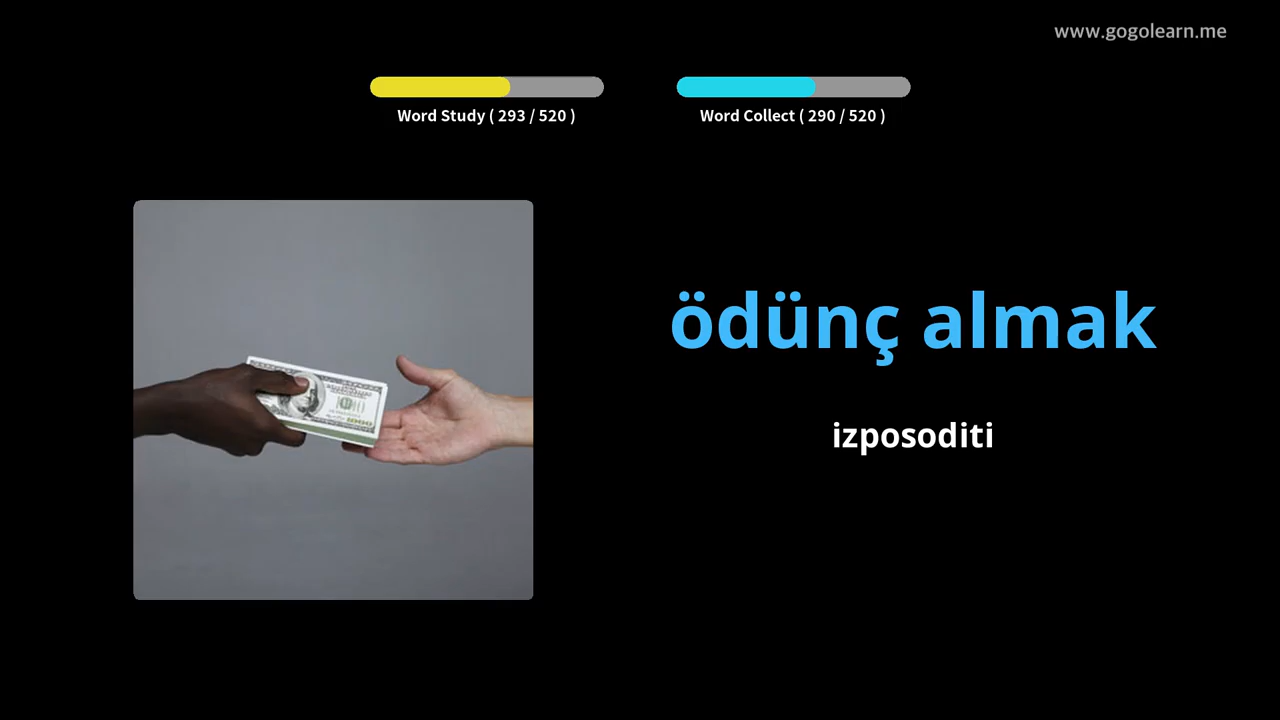 www.gogolearn.me
Word Study ( 293 / 520 )
Word Collect ( 290 / 520 )
ödünç almak
izposoditi